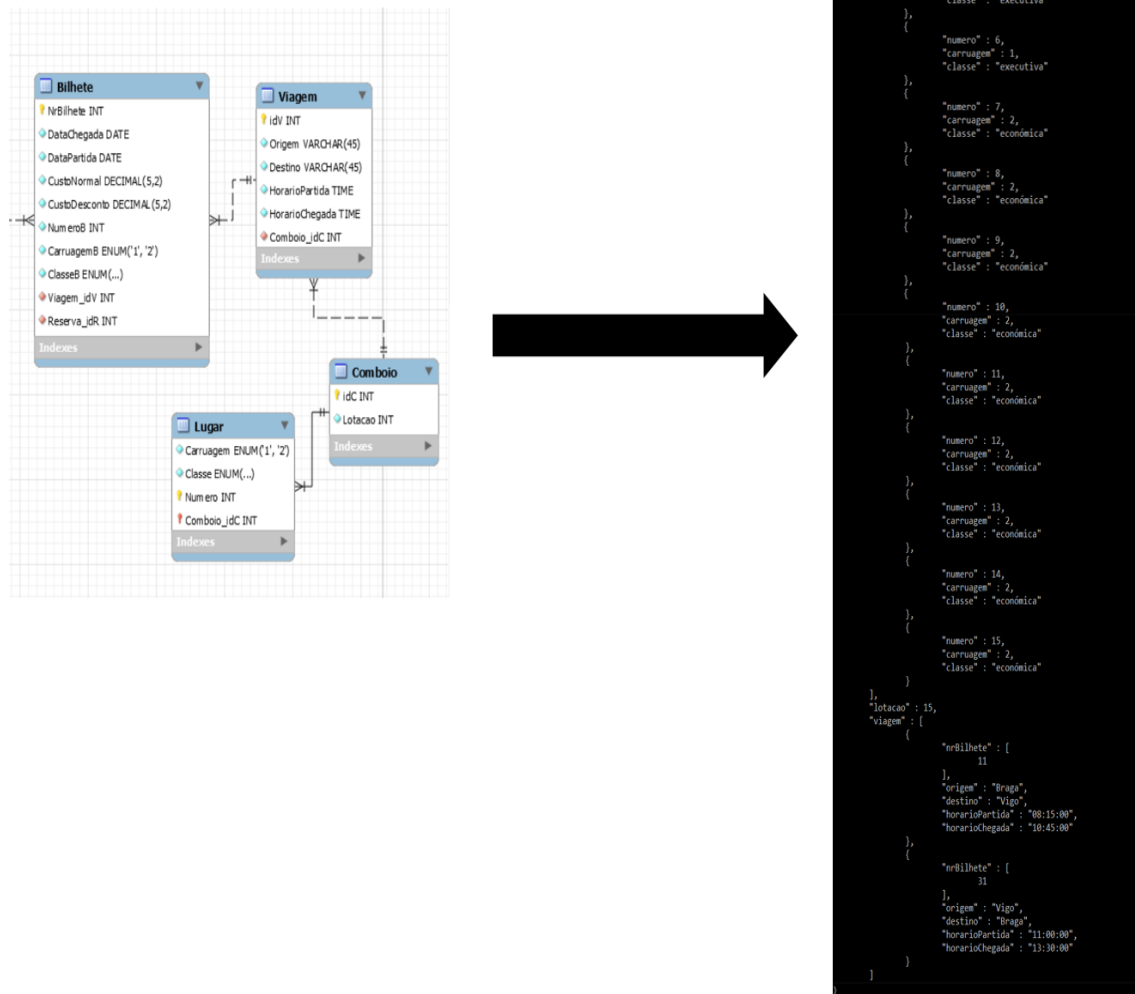 Bilhete
NrBilhete INT
DataChegada DATE
DataPartida DATE
CustoNormal DECIMAL(5,2)
CustoDesconto DECIMAL(5,2)
NumeroB INT
CarruagemB ENUM('1', '2')
ClasseB ENUM(...)
Viagem_idV INT
Reserva_idR INT
Indexes
Viagem
idV INT
Origem VARCHAR(45)
Destino VARCHAR(45)
HorarioPartida TIME
HorarioChegada TIME
Comboio_idC INT
Indexes
Comboio
idC INT
Lotacao INT
Indexes
Lugar
Carruagem ENUM('1', '2')
Classe ENUM(...)
Numero INT
Comboio_idC INT
Indexes
"classe" : "executiva"
},
{
"numero" : 6,
"carruagem" : 1,
"classe" : "executiva"
},
{
"numero" : 7,
"carruagem" : 2,
"classe" : "económica"
},
{
"numero" : 8,
"carruagem" : 2,
"classe" : "económica"
},
{
"numero" : 9,
"carruagem" : 2,
"classe" : "económica"
},
{
"numero" : 10,
"carruagem" : 2,
"classe" : "económica"
},
{
"numero" : 11,
"carruagem" : 2,
"classe" : "económica"
},
{
"numero" : 12,
"carruagem" : 2,
"classe" : "económica"
},
{
"numero" : 13,
"carruagem" : 2,
"classe" : "económica"
},
{
"numero" : 14,
"carruagem" : 2,
"classe" : "económica"
},
{
"numero" : 15,
"carruagem" : 2,
"classe" : "económica"
}
],
"lotacao" : 15,
"viagem" : [
{
"nrBilhete" : [
11
],
"origem" : "Braga",
"destino" : "Vigo",
"horarioPartida" : "08:15:00",
"horarioChegada" : "10:45:00"
},
{
"nrBilhete" : [
31
],
"origem" : "Vigo",
"destino" : "Braga",
"horarioPartida" : "11:00:00",
"horarioChegada" : "13:30:00"
}
]
}